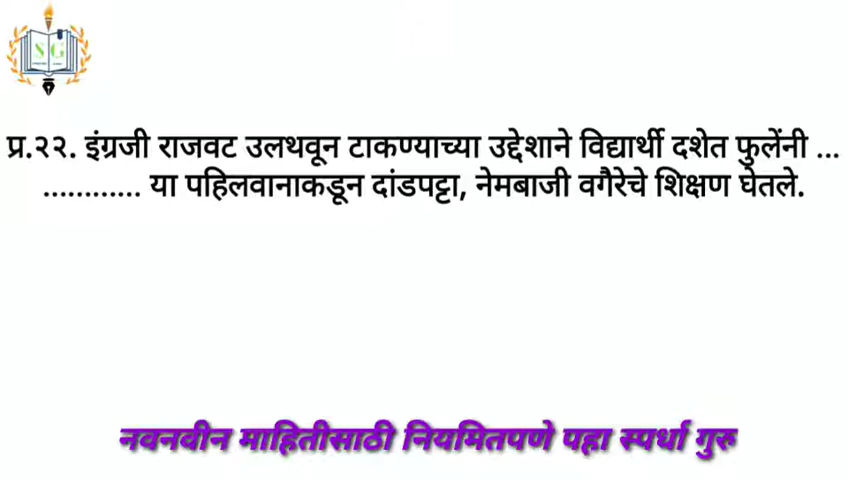 S G
प्र.२२. इंग्रजी राजवट उलथवून टाकण्याच्या उद्देशाने विद्यार्थी दशेत फुलेंनी ...
............ या पहिलवानाकडून दांडपट्टा, नेमबाजी वगैरेचे शिक्षण घेतले.
नवनवीन माहितीसाठी नियमितपणे पहा स्पर्धा गुरु